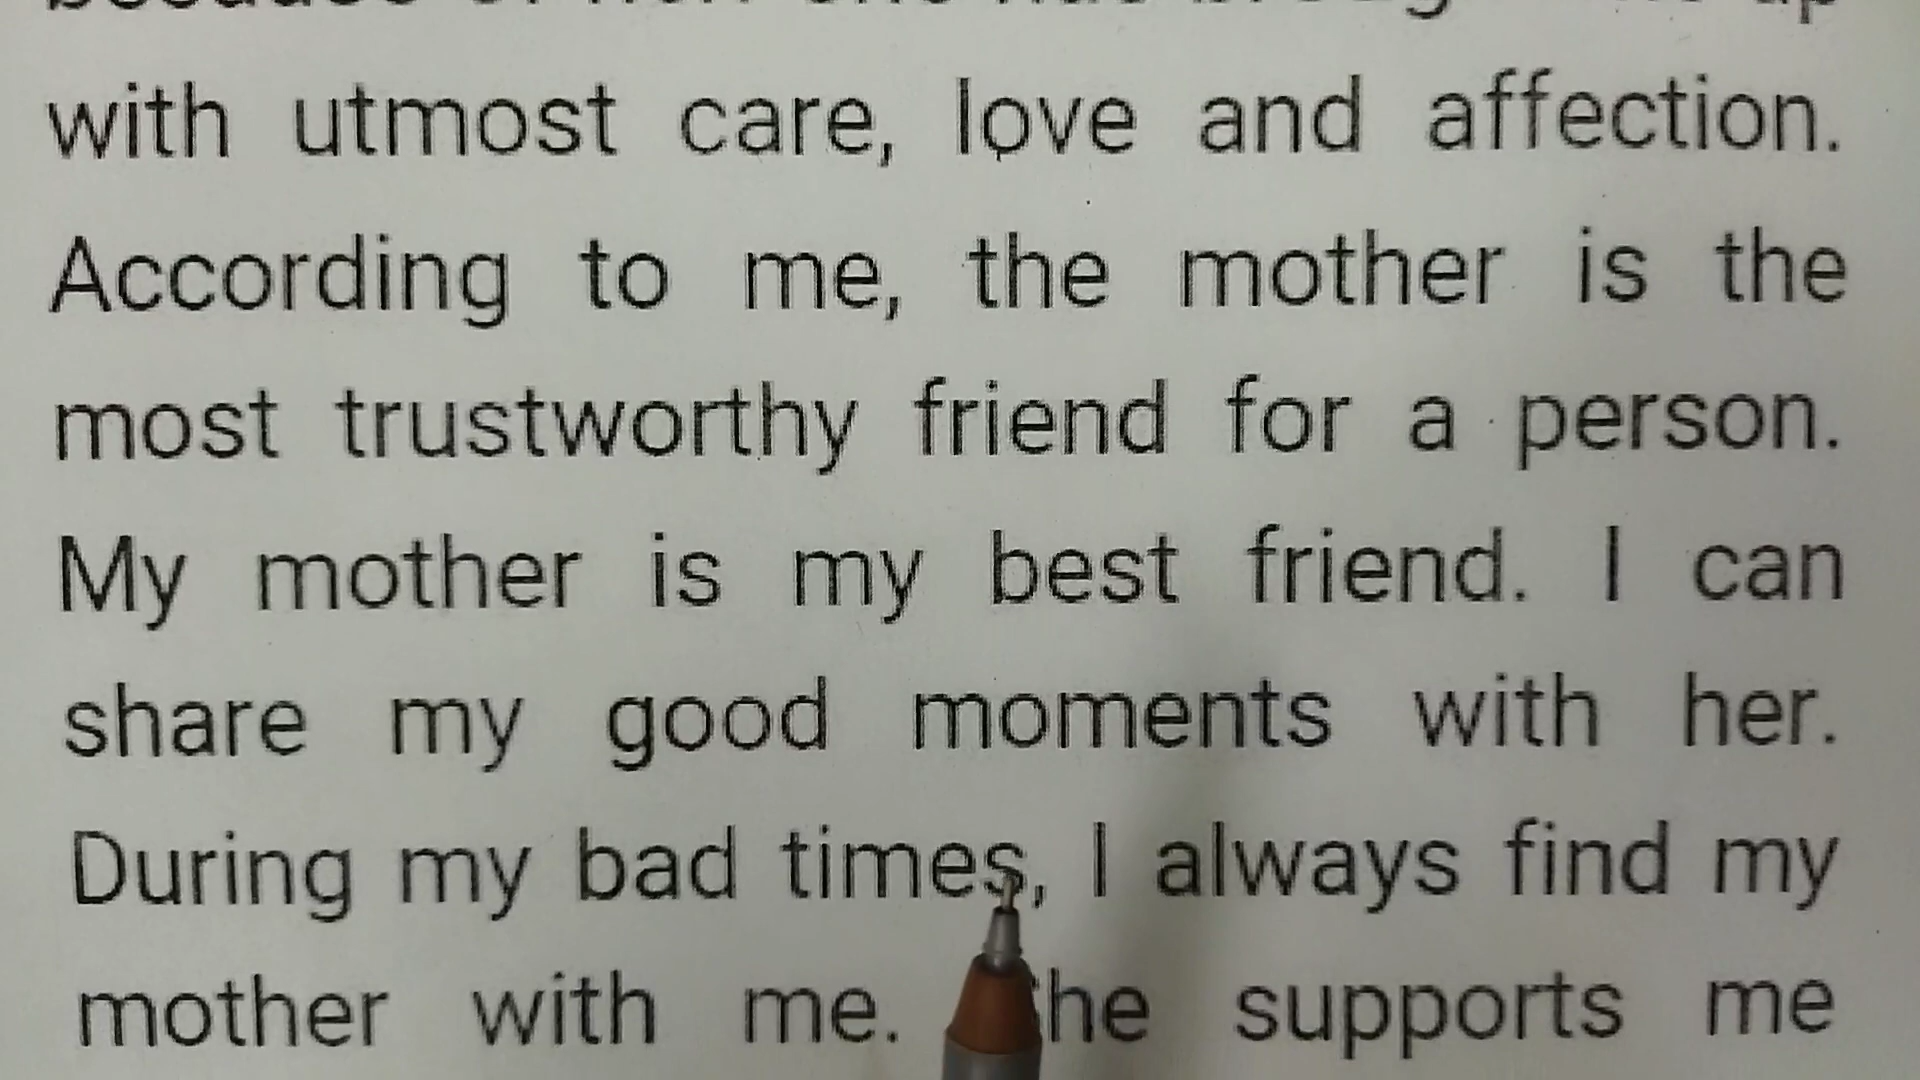 with utmost care, love and affection.
According to me, the mother is the
most trustworthy friend for a person.
My mother is my best friend. I can
share my good moments with her.
During my bad times, I always find my
mother with me. She supports me